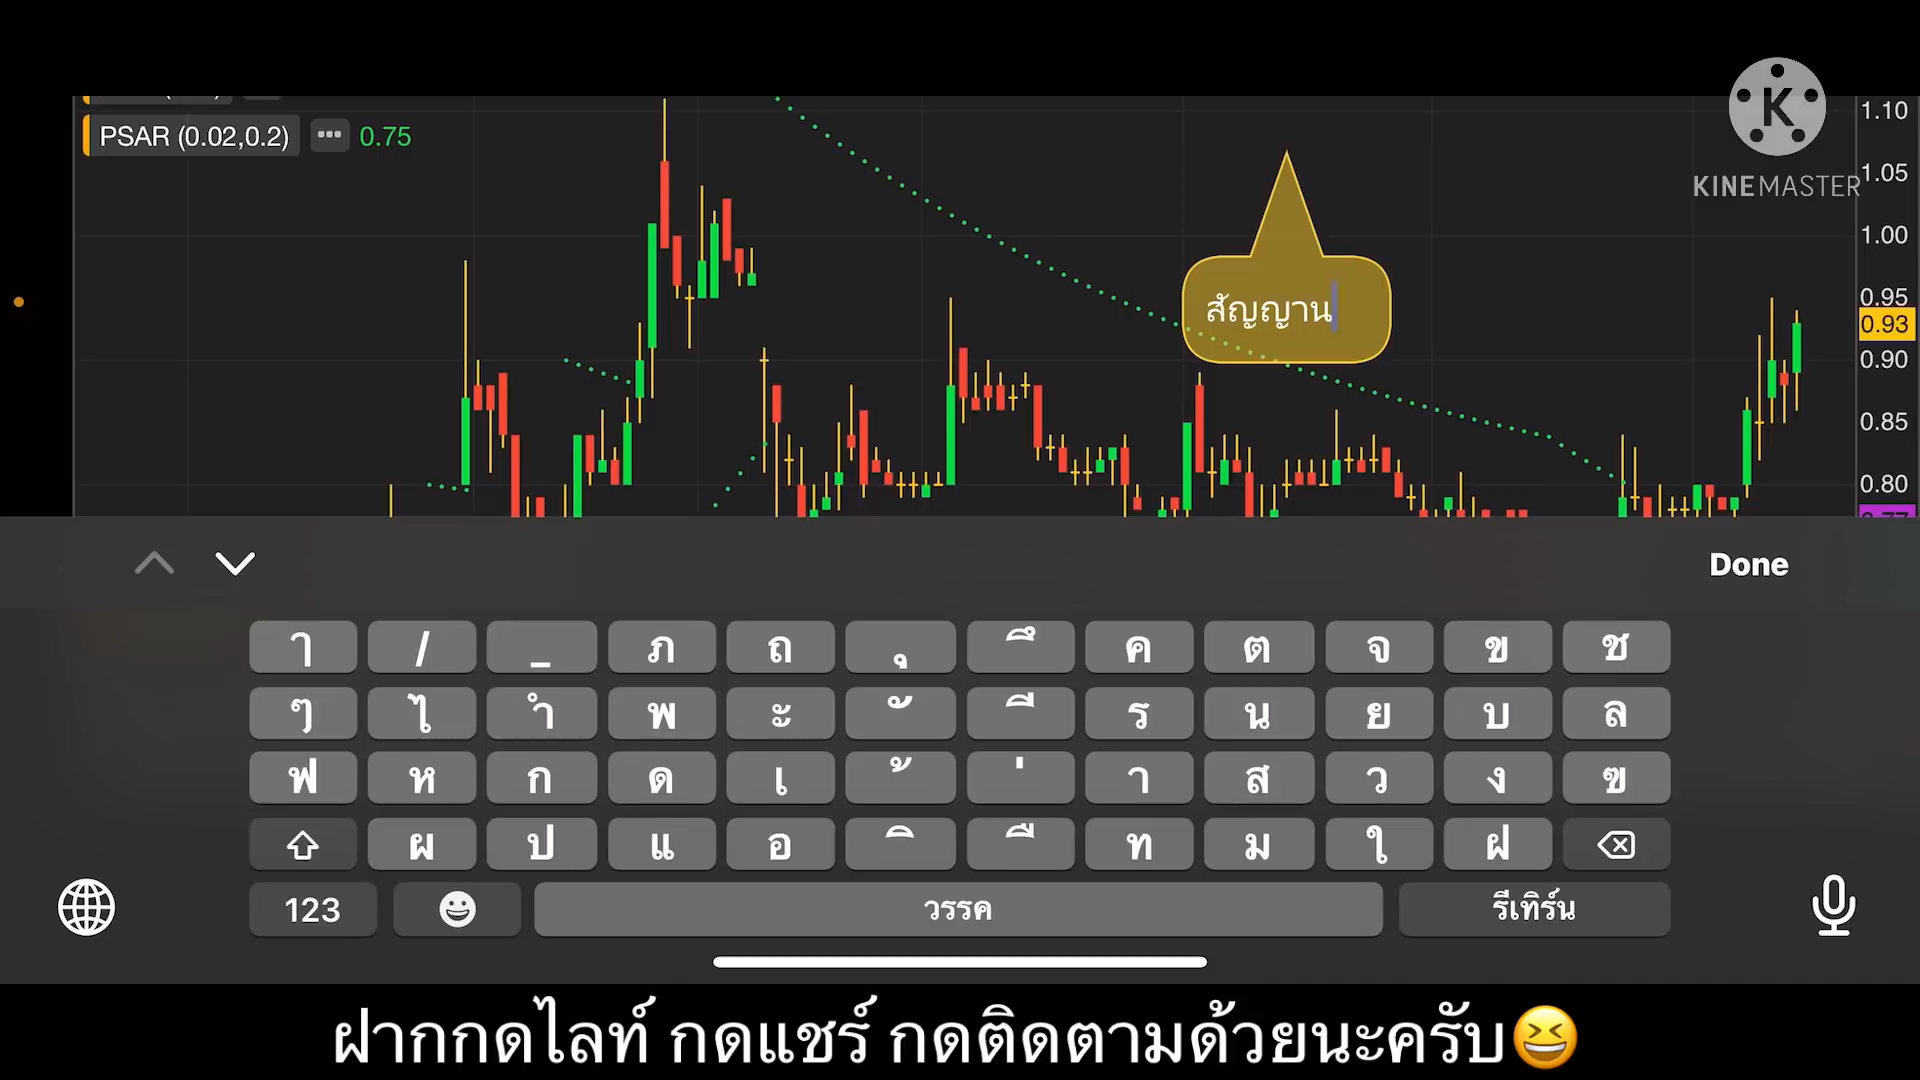 PSAR (0.02,0.2) ••• 0.75
K
KINEMASTER
1.10
1.05
1.00
0.95
0.93
0.90
0.85
0.80
สัญญาน
Done
ๅ / _ ภ ถ ุ ึ ค ต จ ข ช
ๆ ไ ำ พ ะ ั ี ร น ย บ ล
ฟ ห ก ด เ ้ ่ า ส ว ง ฃ
ผ ป แ อ ิ ื ท ม ใ ฝ
123 วรรค รีเทิร์น
ฝากกดไลท์ กดแชร์ กดติดตามด้วยนะครับ😆